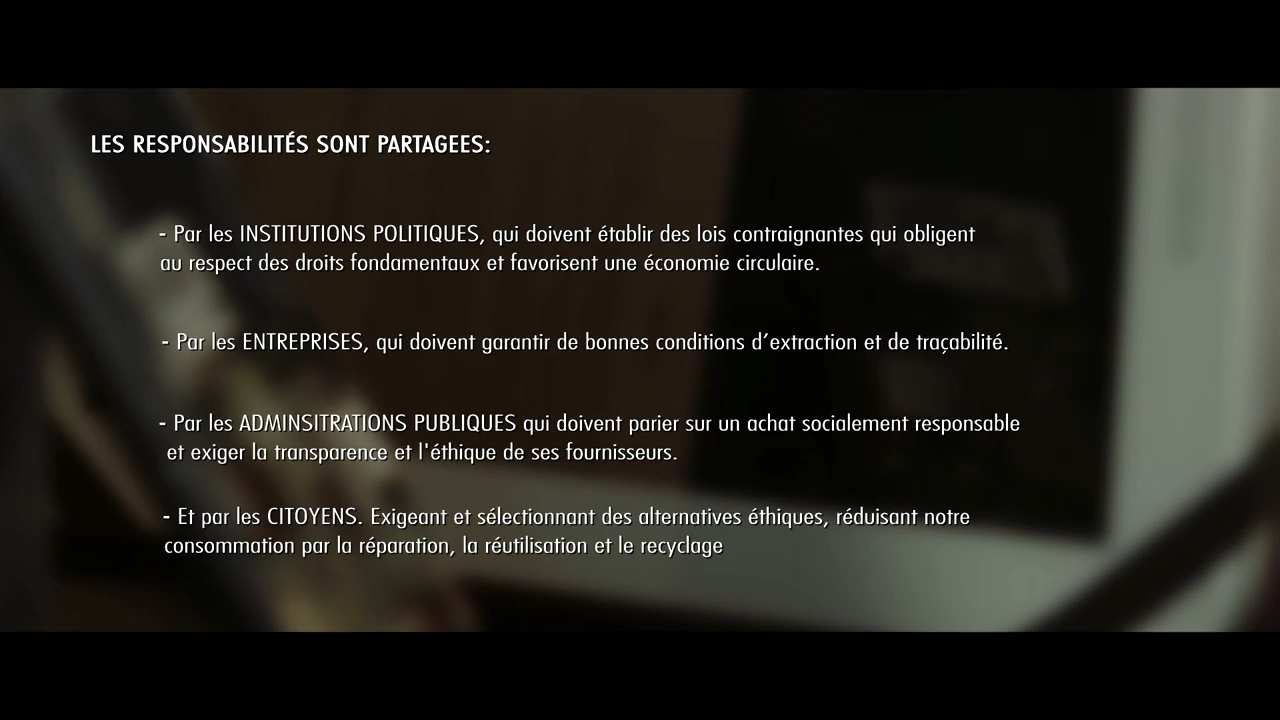 LES RESPONSABILITÉS SONT PARTAGEES:
- Par les INSTITUTIONS POLITIQUES, qui doivent établir des lois contraignantes qui obligent
au respect des droits fondamentaux et favorisent une économie circulaire.
- Par les ENTREPRISES, qui doivent garantir de bonnes conditions d’extraction et de traçabilité.
- Par les ADMINSITRATIONS PUBLIQUES qui doivent parier sur un achat socialement responsable
et exiger la transparence et l'éthique de ses fournisseurs.
- Et par les CITOYENS. Exigeant et sélectionnant des alternatives éthiques, réduisant notre
consommation par la réparation, la réutilisation et le recyclage